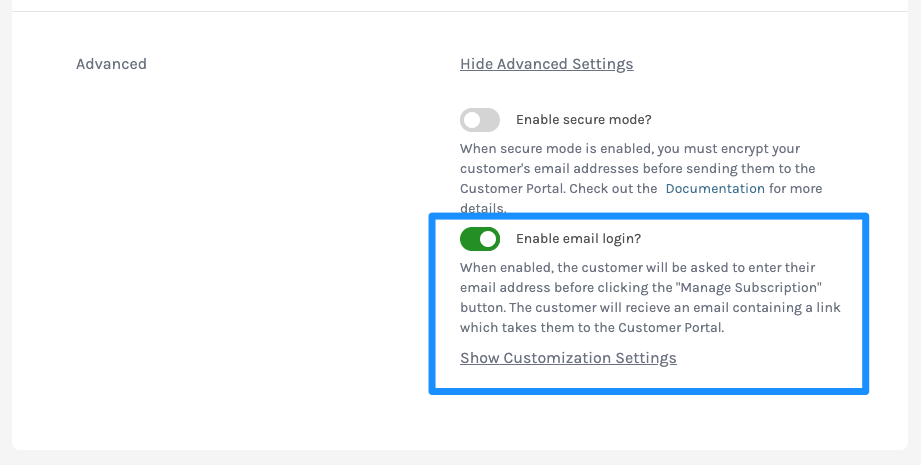 Advanced
Hide Advanced Settings
Enable secure mode?
When secure mode is enabled, you must encrypt your
customer's email addresses before sending them to the
Customer Portal. Check out the Documentation for more
details.
Enable email login?
When enabled, the customer will be asked to enter their
email address before clicking the "Manage Subscription"
button. The customer will recieve an email containing a link
which takes them to the Customer Portal.
Show Customization Settings